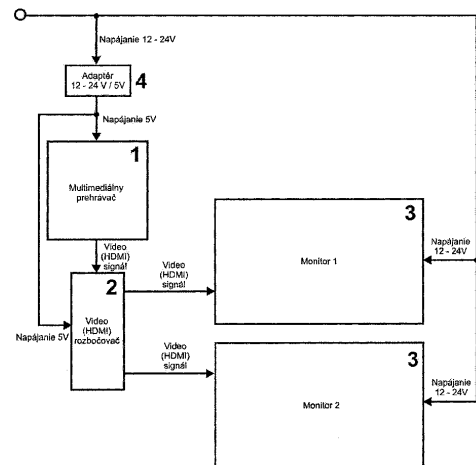 Napájanie 12 - 24V
Adaptér
12 - 24 V / 5V
4
Napájanie 5V
1
Multimediálny
prehrávač
Video
(HDMI)
signál
2
Video
(HDMI)
rozbočovač
Napájanie 5V
Video
(HDMI)
signál
3
Monitor 1
Napájanie
12 - 24V
Video
(HDMI)
signál
3
Monitor 2
Napájanie
12 - 24V